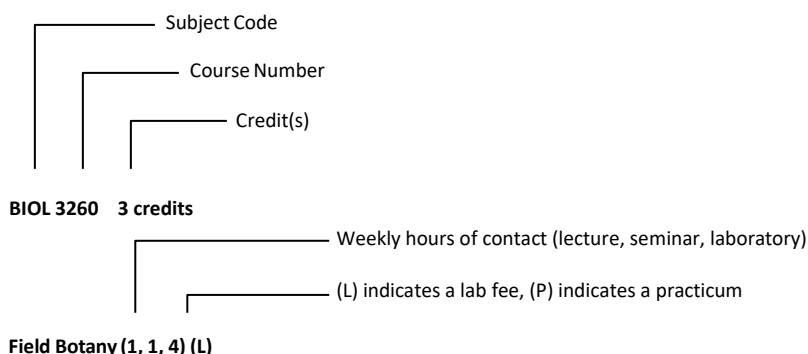 Subject Code
Course Number
Credit(s)
BIOL 3260 3 credits
Weekly hours of contact (lecture, seminar, laboratory)
(L) indicates a lab fee, (P) indicates a practicum
Field Botany (1, 1, 4) (L)